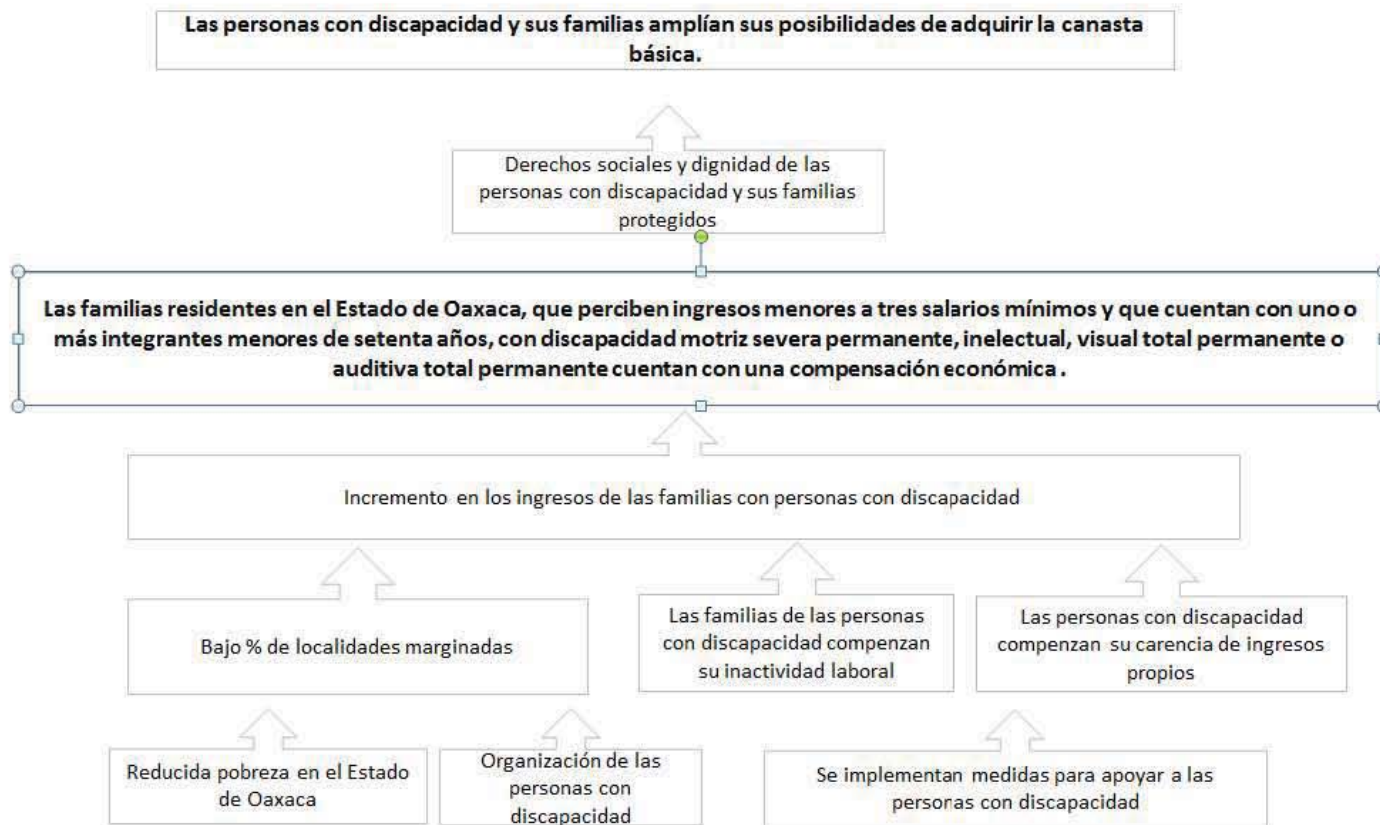 Las personas con discapacidad y sus familias amplían sus posibilidades de adquirir la canasta
básica.
Derechos sociales y dignidad de las
personas con discapacidad y sus familias
protegidos
Las familias residentes en el Estado de Oaxaca, que perciben ingresos menores a tres salarios mínimos y que cuentan con uno o
más integrantes menores de setenta años, con discapacidad motriz severa permanente, inelectual, visual total permanente o
auditiva total permanente cuentan con una compensación económica .
Incremento en los ingresos de las familias con personas con discapacidad
Bajo % de localidades marginadas
Las familias de las personas
con discapacidad compenzan
su inactividad laboral
Las personas con discapacidad
compenzan su carencia de ingresos
propios
Reducida pobreza en el Estado
de Oaxaca
Organización de las
personas con
discapacidad
Se implementan medidas para apoyar a las
personas con discapacidad